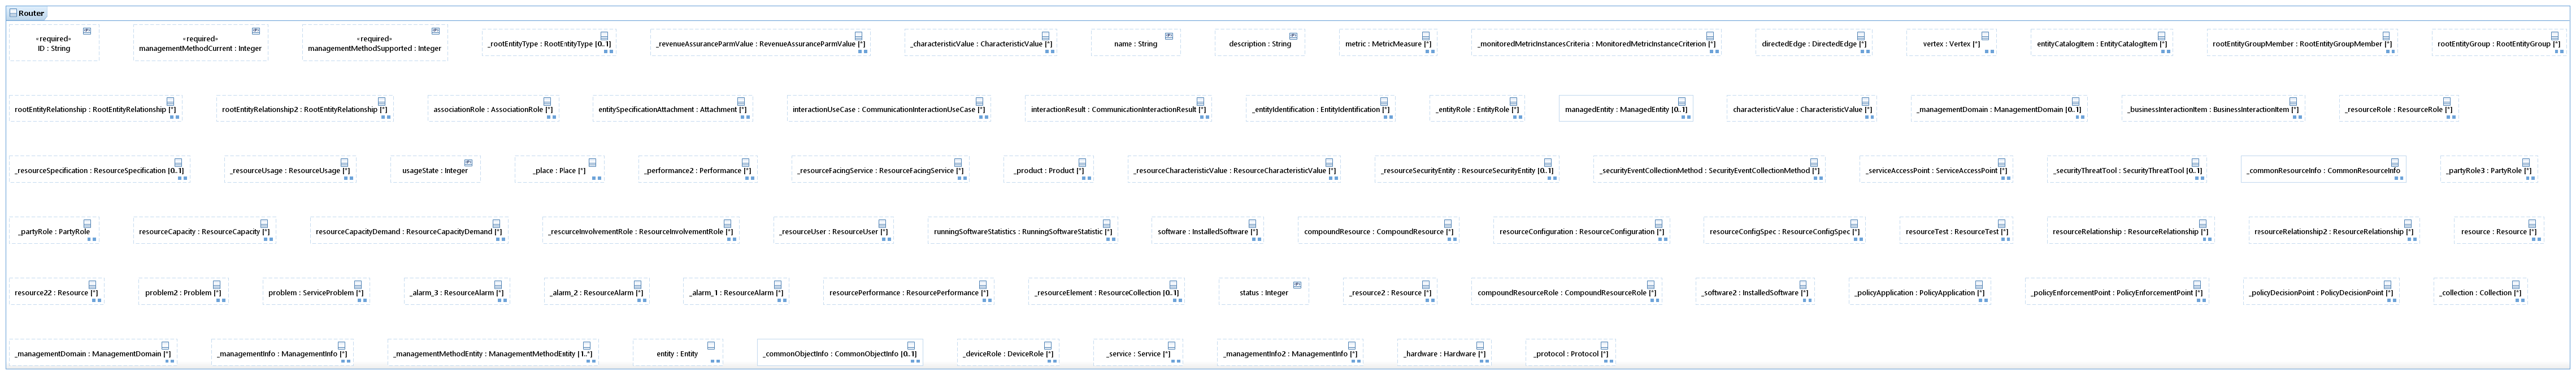 Router
«required»
ID : String
«required»
managementMethodCurrent : Integer
«required»
managementMethodSupported : Integer
_rootEntityType : RootEntityType [0..1]
_revenueAssuranceParmValue : RevenueAssuranceParmValue [*]
_characteristicValue : CharacteristicValue [*]
name : String
description : String
metric : MetricMeasure [*]
_monitoredMetricInstancesCriteria : MonitoredMetricInstanceCriterion [*]
directedEdge : DirectedEdge [*]
vertex : Vertex [*]
entityCatalogItem : EntityCatalogItem [*]
rootEntityGroupMember : RootEntityGroupMember [*]
rootEntityGroup : RootEntityGroup [*]
rootEntityRelationship : RootEntityRelationship [*]
rootEntityRelationship2 : RootEntityRelationship [*]
associationRole : AssociationRole [*]
entitySpecificationAttachment : Attachment [*]
interactionUseCase : CommunicationInteractionUseCase [*]
interactionResult : CommunicationInteractionResult [*]
_entityIdentification : EntityIdentification [*]
_entityRole : EntityRole [*]
managedEntity : ManagedEntity [0..1]
characteristicValue : CharacteristicValue [*]
_managementDomain : ManagementDomain [0..1]
_businessInteractionItem : BusinessInteractionItem [*]
_resourceRole : ResourceRole [*]
_resourceSpecification : ResourceSpecification [0..1]
_resourceUsage : ResourceUsage [*]
usageState : Integer
_place : Place [*]
_performance2 : Performance [*]
_resourceFacingService : ResourceFacingService [*]
_product : Product [*]
_resourceCharacteristicValue : ResourceCharacteristicValue [*]
_resourceSecurityEntity : ResourceSecurityEntity [0..1]
_securityEventCollectionMethod : SecurityEventCollectionMethod [*]
_serviceAccessPoint : ServiceAccessPoint [*]
_securityThreatTool : SecurityThreatTool [0..1]
_commonResourceInfo : CommonResourceInfo
_partyRole3 : PartyRole [*]
_partyRole : PartyRole
resourceCapacity : ResourceCapacity [*]
resourceCapacityDemand : ResourceCapacityDemand [*]
_resourceInvolvementRole : ResourceInvolvementRole [*]
_resourceUser : ResourceUser [*]
runningSoftwareStatistics : RunningSoftwareStatistic [*]
software : InstalledSoftware [*]
compoundResource : CompoundResource [*]
resourceConfiguration : ResourceConfiguration [*]
resourceConfigSpec : ResourceConfigSpec [*]
resourceTest : ResourceTest [*]
resourceRelationship : ResourceRelationship [*]
resourceRelationship2 : ResourceRelationship [*]
resource : Resource [*]
resource22 : Resource [*]
problem2 : Problem [*]
problem : ServiceProblem [*]
_alarm_3 : ResourceAlarm [*]
_alarm_2 : ResourceAlarm [*]
_alarm_1 : ResourceAlarm [*]
resourcePerformance : ResourcePerformance [*]
_resourceElement : ResourceCollection [0..1]
status : Integer
_resource2 : Resource [*]
compoundResourceRole : CompoundResourceRole [*]
_software2 : InstalledSoftware [*]
_policyApplication : PolicyApplication [*]
_policyEnforcementPoint : PolicyEnforcementPoint [*]
_policyDecisionPoint : PolicyDecisionPoint [*]
_collection : Collection [*]
_managementDomain : ManagementDomain [*]
_managementInfo : ManagementInfo [*]
_managementMethodEntity : ManagementMethodEntity [1..*]
entity : Entity
_commonObjectInfo : CommonObjectInfo [0..1]
_deviceRole : DeviceRole [*]
_service : Service [*]
_managementInfo2 : ManagementInfo [*]
_hardware : Hardware [*]
_protocol : Protocol [*]